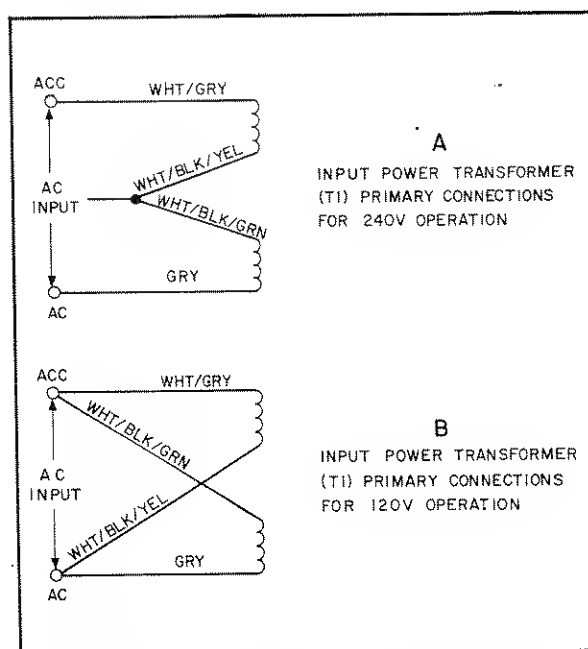 ACC
WHT/GRY
WHT/BLK/YEL
AC
INPUT
WHT/BLK/GRN
GRY
AC
A
INPUT POWER TRANSFORMER
(T1) PRIMARY CONNECTIONS
FOR 240V OPERATION
ACC
WHT/GRY
WHT/BLK/GRN
AC
INPUT
WHT/BLK/YEL
GRY
AC
B
INPUT POWER TRANSFORMER
(T1) PRIMARY CONNECTIONS
FOR 120V OPERATION